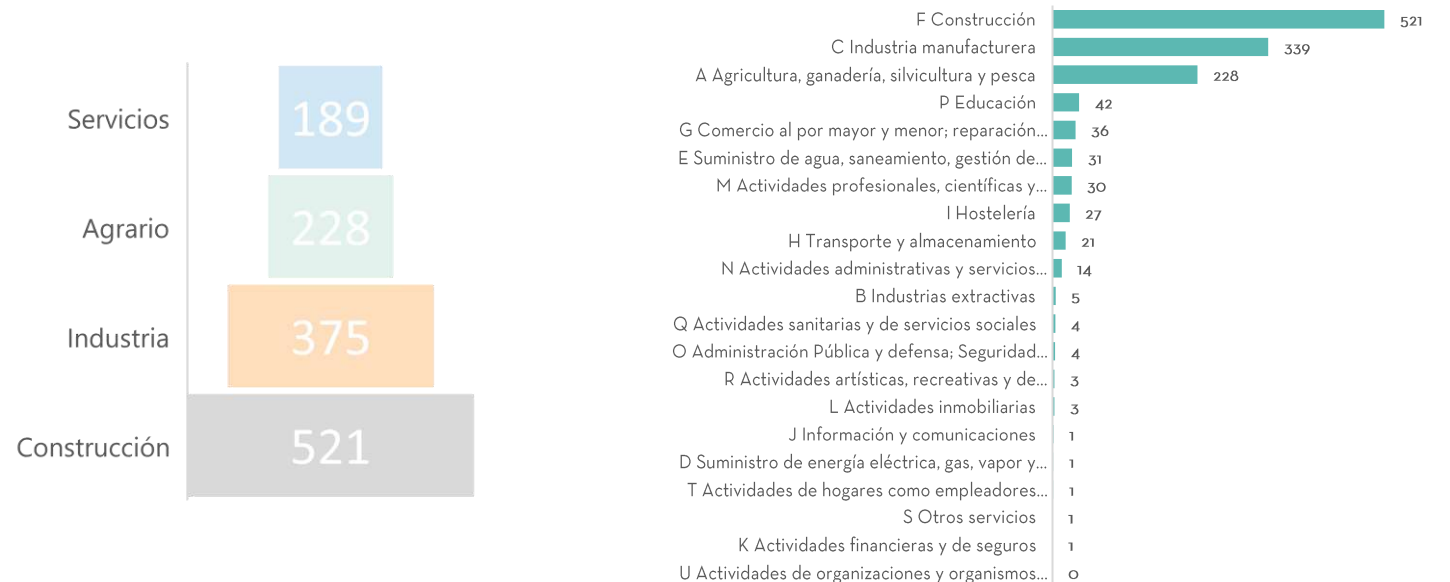 Servicios 189
Agrario 228
Industria 375
Construcción 521
F Construcción 521
C Industria manufacturera 339
A Agricultura, ganadería, silvicultura y pesca 228
P Educación 42
G Comercio al por mayor y menor; reparación... 36
E Suministro de agua, saneamiento, gestión de... 31
M Actividades profesionales, científicas y... 30
I Hostelería 27
H Transporte y almacenamiento 21
N Actividades administrativas y servicios... 14
B Industrias extractivas 5
Q Actividades sanitarias y de servicios sociales 4
O Administración Pública y defensa; Seguridad... 4
R Actividades artísticas, recreativas y de... 3
L Actividades inmobiliarias 3
J Información y comunicaciones 1
D Suministro de energía eléctrica, gas, vapor y... 1
T Actividades de hogares como empleadores... 1
S Otros servicios 1
K Actividades financieras y de seguros 1
U Actividades de organizaciones y organismos... 0